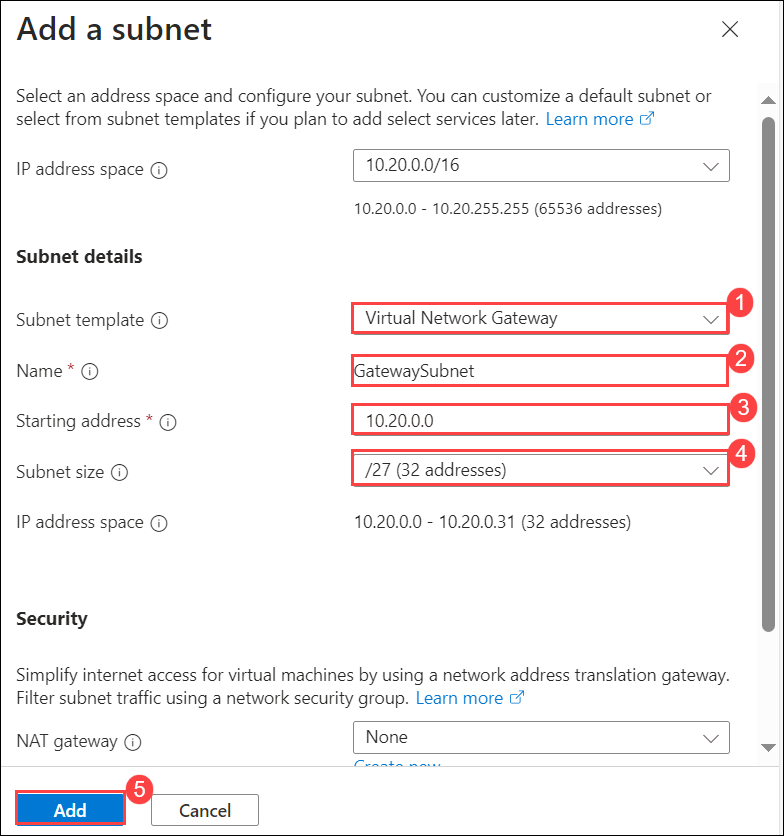 Add a subnet
Select an address space and configure your subnet. You can customize a default subnet or
select from subnet templates if you plan to add select services later. Learn more
IP address space
10.20.0.0/16
10.20.0.0 - 10.20.255.255 (65536 addresses)
Subnet details
Subnet template
Virtual Network Gateway
1
Name *
GatewaySubnet
2
Starting address *
10.20.0.0
3
Subnet size
/27 (32 addresses)
4
IP address space
10.20.0.0 - 10.20.0.31 (32 addresses)
Security
Simplify internet access for virtual machines by using a network address translation gateway.
Filter subnet traffic using a network security group. Learn more
NAT gateway
None
Create new
Add
5
Cancel